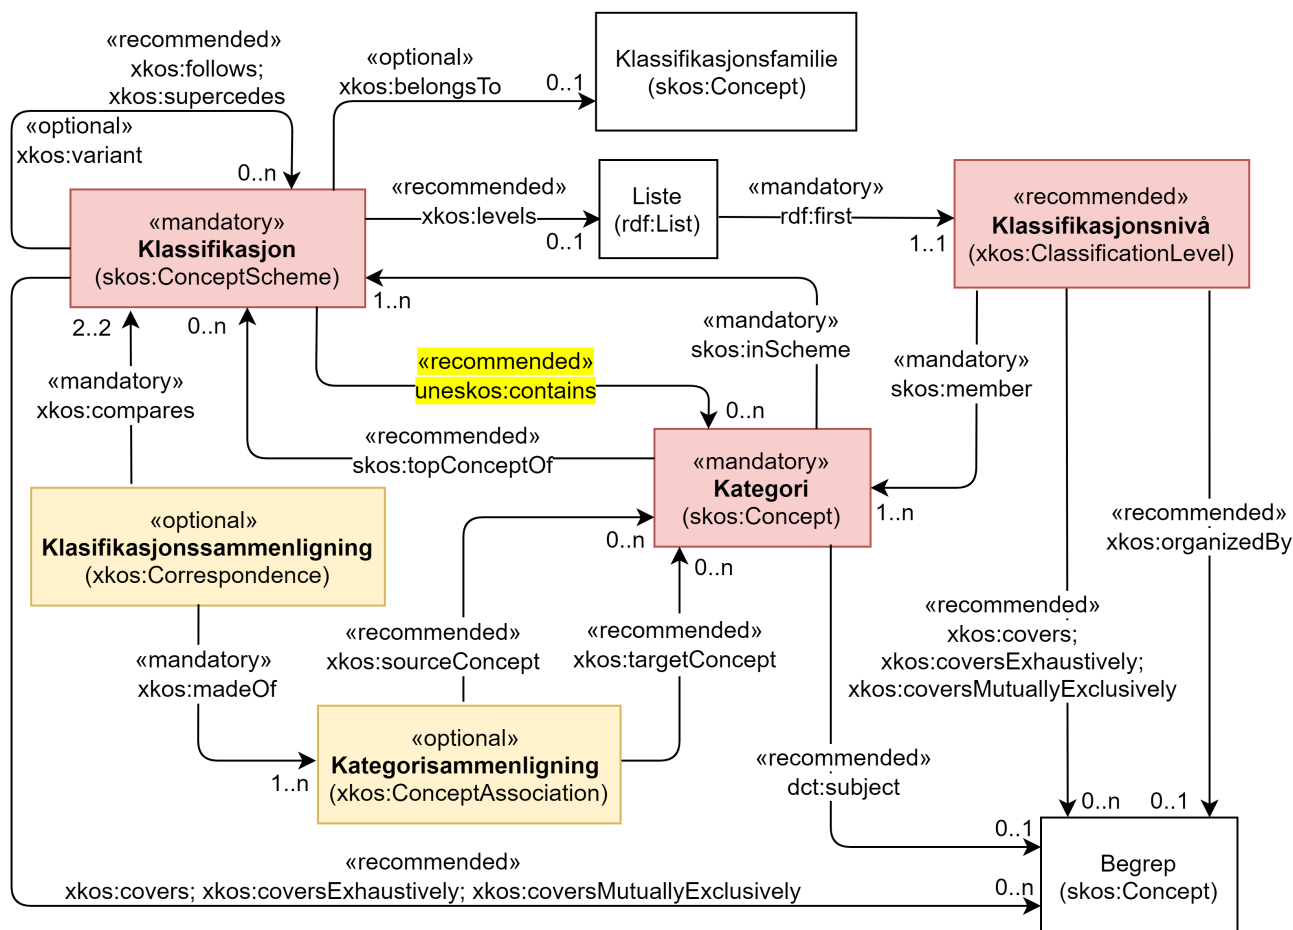 «recommended»
xkos:follows;
xkos:supercedes
«optional»
xkos:variant
0..n
«optional»
xkos:belongsTo
0..1
Klassifikasjonsfamilie
(skos:Concept)
«mandatory»
Klassifikasjon
(skos:ConceptScheme)
«recommended»
xkos:levels
0..1
Liste
(rdf:List)
«mandatory»
rdf:first
1..1
«recommended»
Klassifikasjonsnivå
(xkos:ClassificationLevel)
1..n
«mandatory»
skos:inScheme
2..2
0..n
«mandatory»
xkos:compares
«recommended»
uneskos:contains
0..n
«mandatory»
skos:member
1..n
«recommended»
skos:topConceptOf
«mandatory»
Kategori
(skos:Concept)
«optional»
Klasifikasjonssammenligning
(xkos:Correspondence)
0..n
0..n
«recommended»
xkos:organizedBy
«recommended»
xkos:sourceConcept
«recommended»
xkos:targetConcept
«recommended»
xkos:covers;
xkos:coversExhaustively;
xkos:coversMutuallyExclusively
«mandatory»
xkos:madeOf
1..n
«optional»
Kategorisammenligning
(xkos:ConceptAssociation)
«recommended»
dct:subject
0..1
0..n
0..1
Begrep
(skos:Concept)
«recommended»
xkos:covers; xkos:coversExhaustively; xkos:coversMutuallyExclusively
0..n